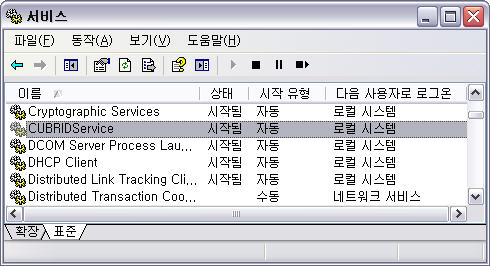 서비스
파일(F) 동작(A) 보기(V) 도움말(H)
이름 상태 시작 유형 다음 사용자로 로그온
Cryptographic Services 시작됨 자동 로컬 시스템
CUBRIDService 시작됨 자동 로컬 시스템
DCOM Server Process Lau... 시작됨 자동 로컬 시스템
DHCP Client 시작됨 자동 로컬 시스템
Distributed Link Tracking Cli... 시작됨 자동 로컬 시스템
Distributed Transaction Coo... 수동 네트워크 서비스
확장 표준